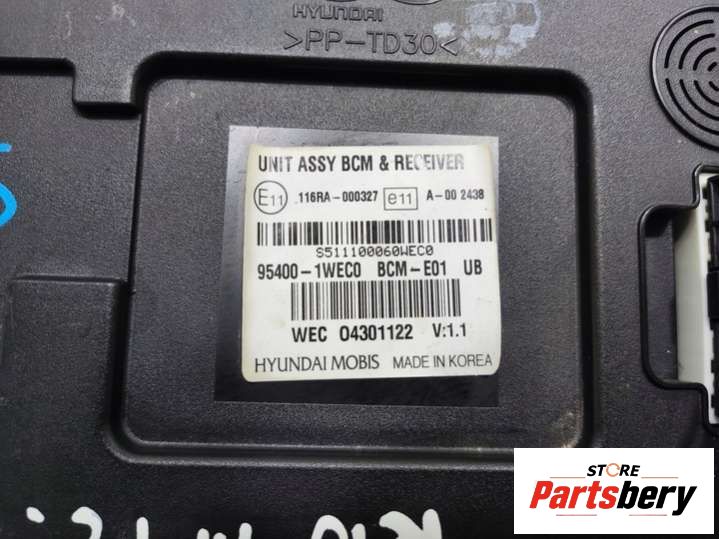 HYUNDAI
>PP-TD30<
UNIT ASSY BCM & RECEIVER
E11 .116RA-000327 e11 A-00 2438
S511100060WEC0
95400-1WEC0 BCM-E01 UB
WEC 04301122 V:1.1
HYUNDAI MOBIS MADE IN KOREA
STORE
Partsbery